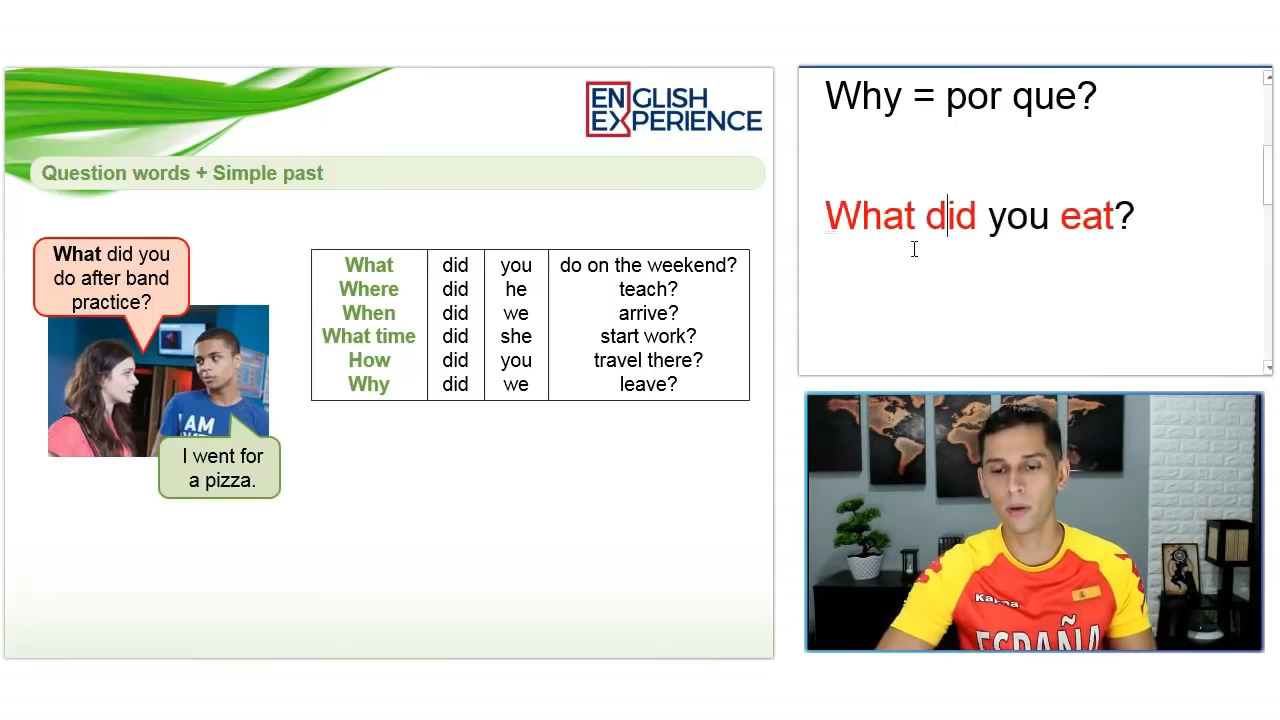 ENGLISH
EXPERIENCE
Question words + Simple past
What did you
do after band
practice?
I AM
I went for
a pizza.
What did you do on the weekend?
Where did he teach?
When did we arrive?
What time did she start work?
How did you travel there?
Why did we leave?
Why = por que?
What did you eat?
Kappa
ESPAÑA